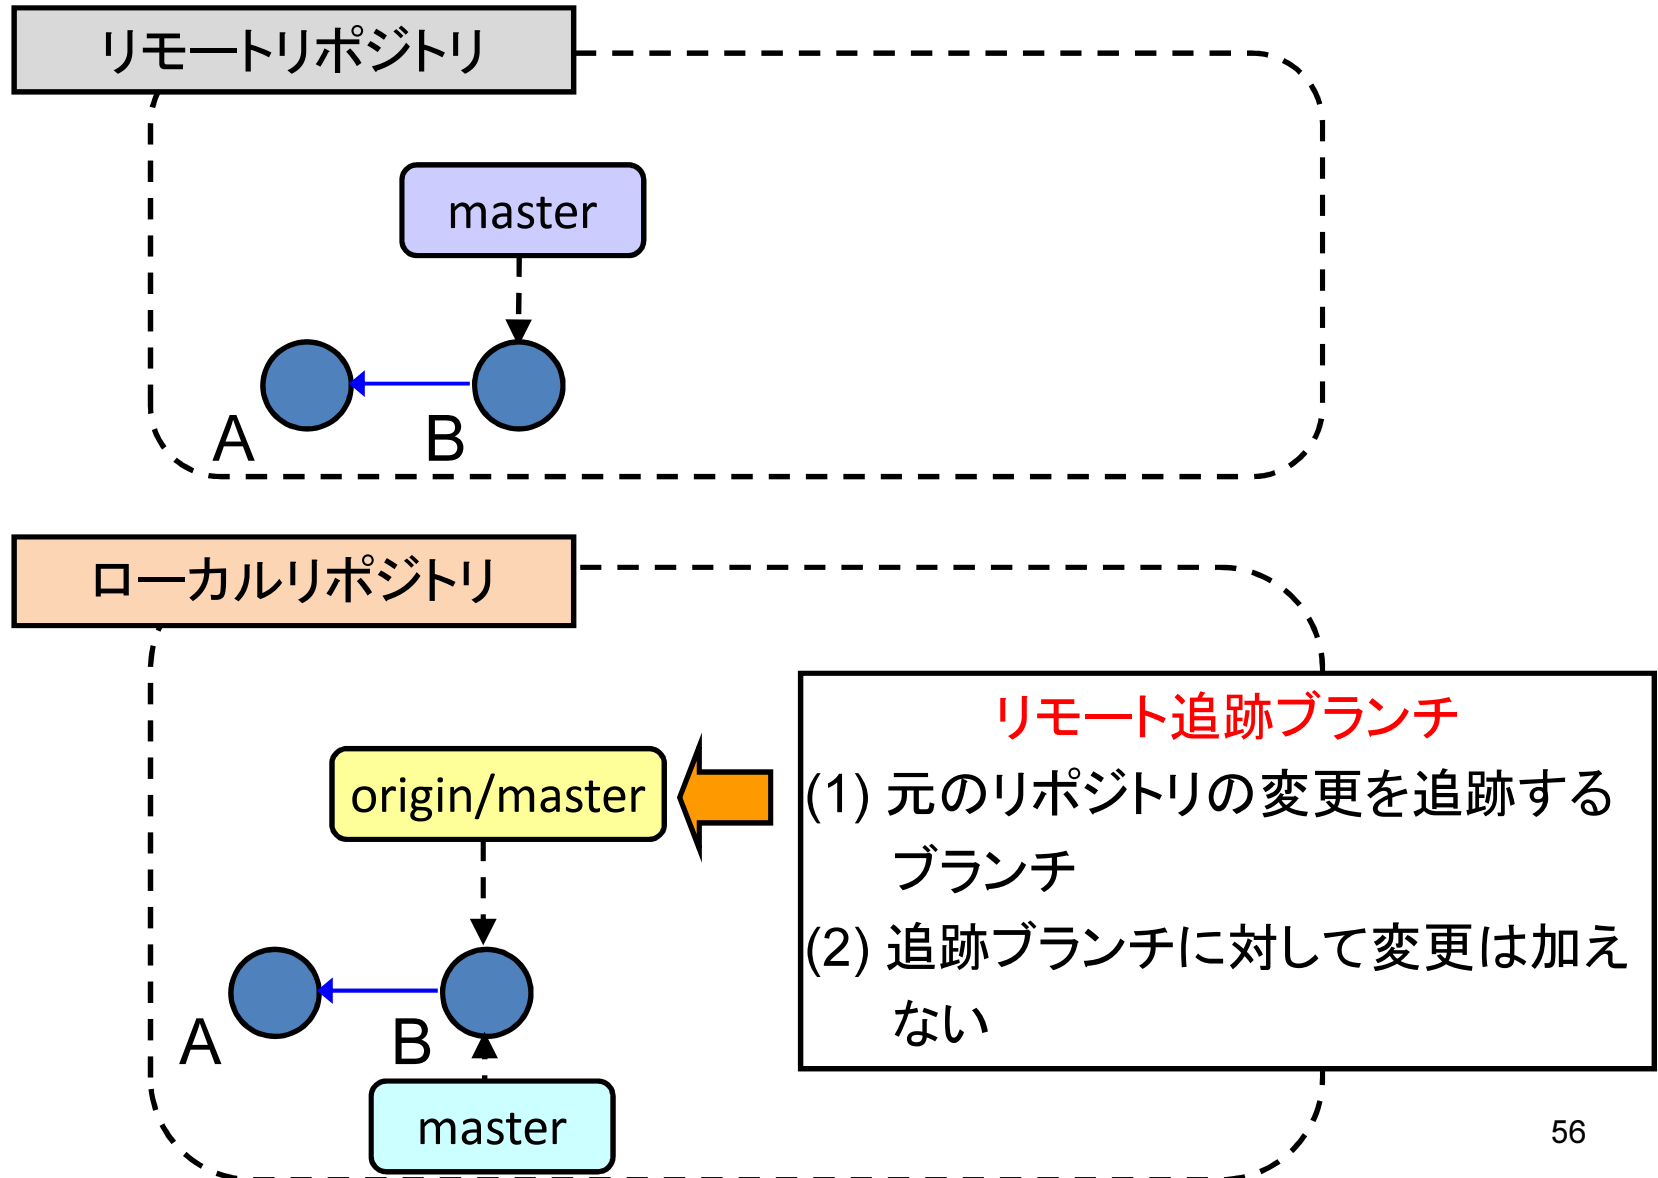 リモートリポジトリ
master
A
B
ローカルリポジトリ
リモート追跡ブランチ
origin/master
(1) 元のリポジトリの変更を追跡する
ブランチ
(2) 追跡ブランチに対して変更は加え
ない
A
B
master
56